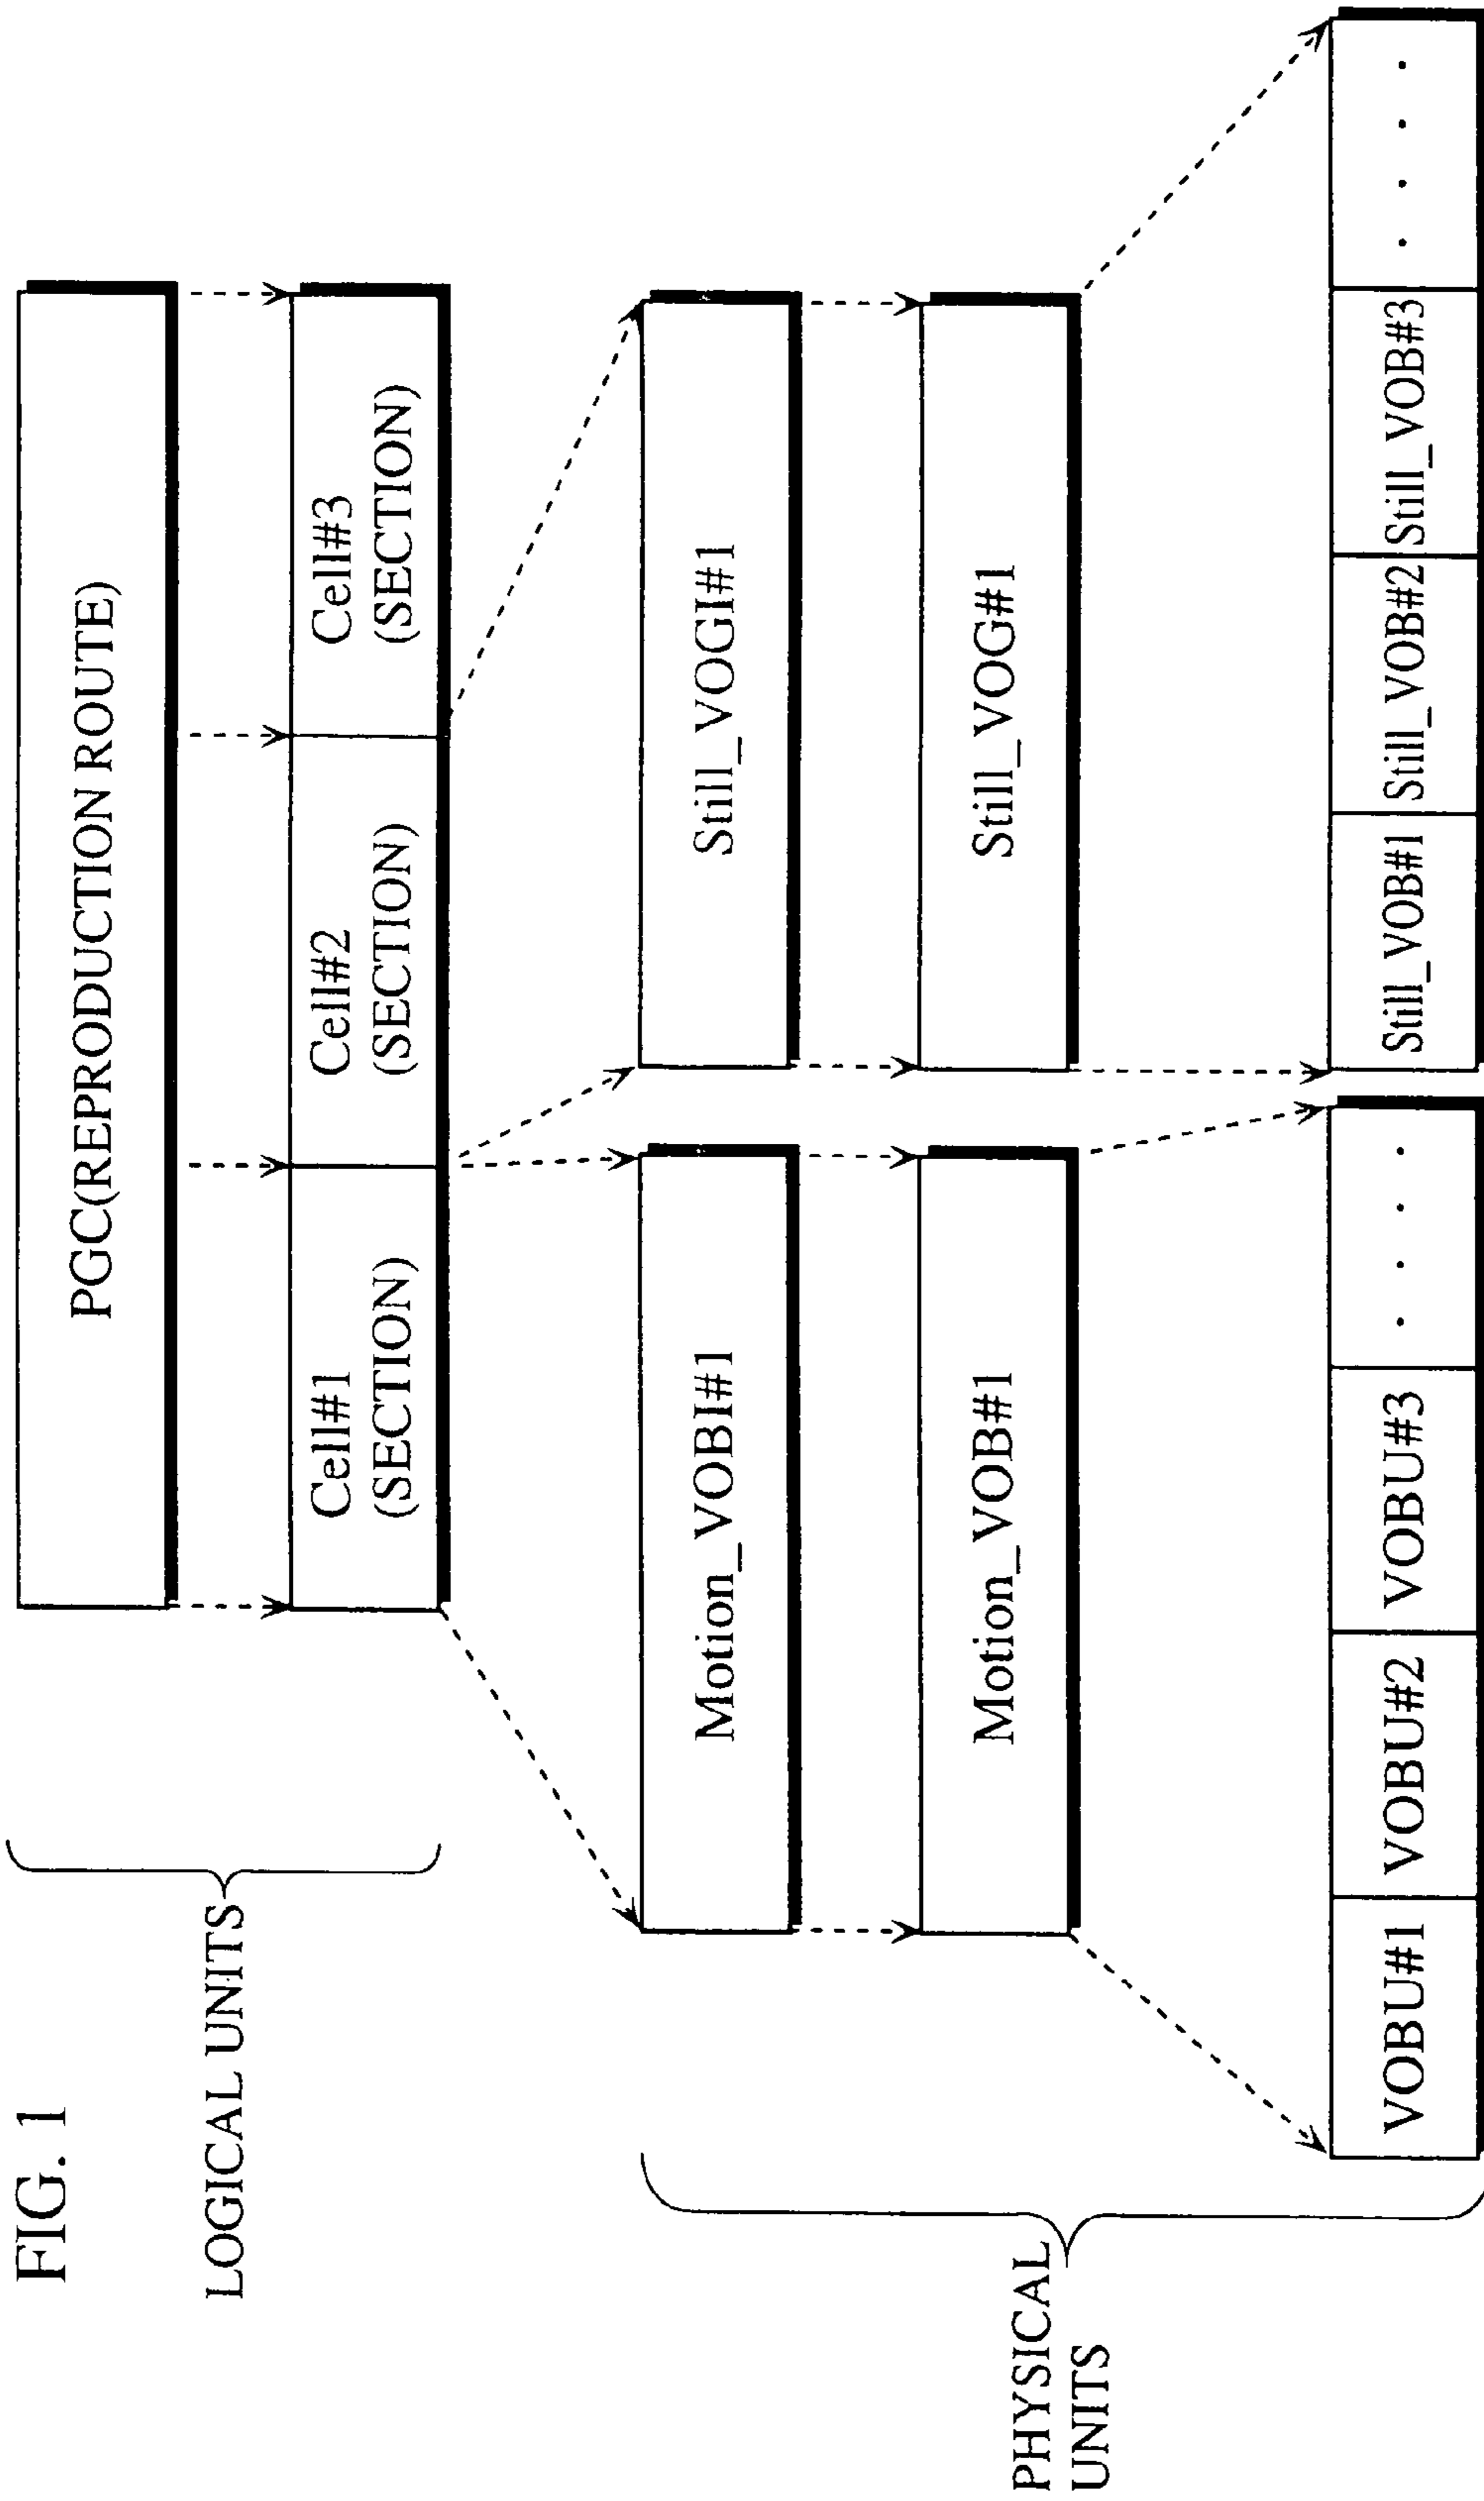 FIG. 1
LOGICAL UNITS
PGC(REPRODUCTION ROUTE)
Cell#1
(SECTION)
Cell#2
(SECTION)
Cell#3
(SECTION)
PHYSICAL
UNITS
Motion_VOBI#1
Still_VOGI#1
Motion_VOB#1
Still_VOG#1
VOBU#1
VOBU#2
VOBU#3
. . . .
Still_VOB#1
Still_VOB#2
Still_VOB#3
. . . .